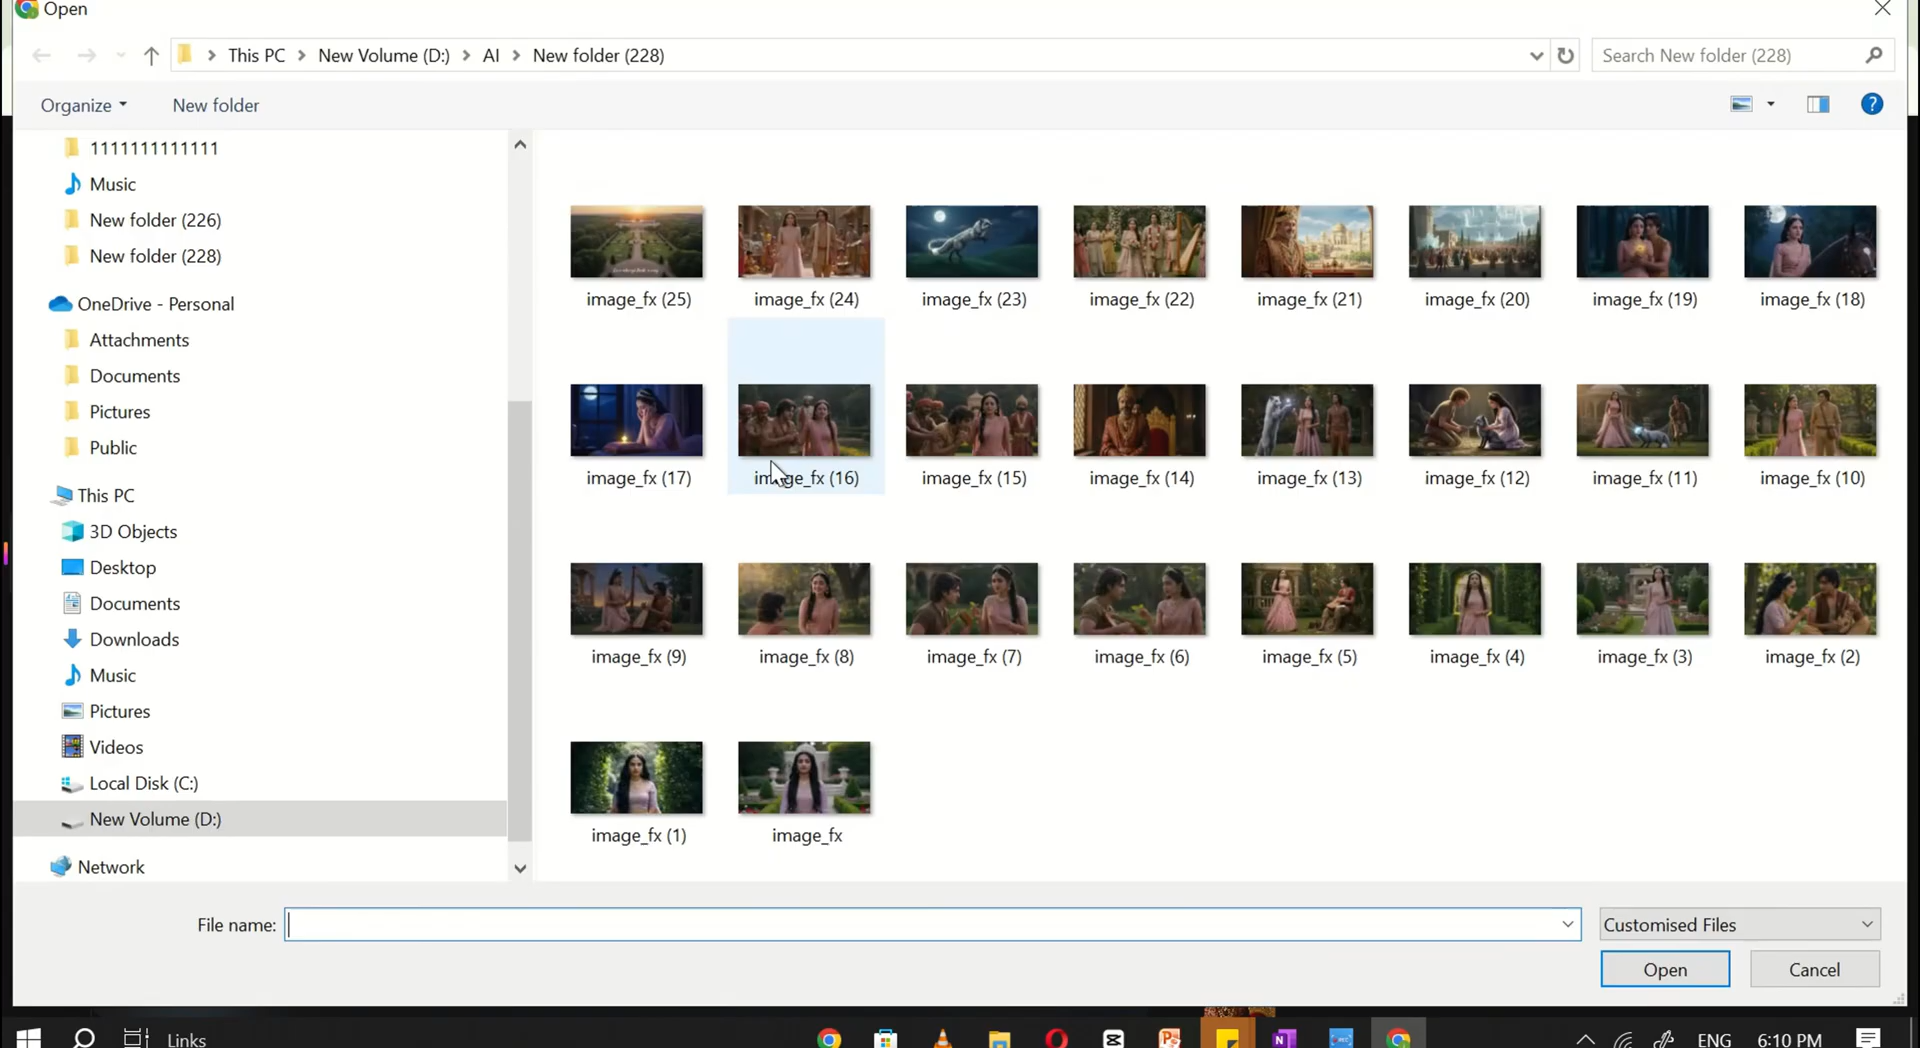 Open
This PC
New Volume (D:)
AI
New folder (228)
Search New folder (228)
Organize
New folder
1111111111111
Music
New folder (226)
New folder (228)
OneDrive - Personal
Attachments
Documents
Pictures
Public
This PC
3D Objects
Desktop
Documents
Downloads
Music
Pictures
Videos
Local Disk (C:)
New Volume (D:)
Network
image_fx (25)
image_fx (24)
image_fx (23)
image_fx (22)
image_fx (21)
image_fx (20)
image_fx (19)
image_fx (18)
image_fx (17)
image_fx (16)
image_fx (15)
image_fx (14)
image_fx (13)
image_fx (12)
image_fx (11)
image_fx (10)
image_fx (9)
image_fx (8)
image_fx (7)
image_fx (6)
image_fx (5)
image_fx (4)
image_fx (3)
image_fx (2)
image_fx (1)
image_fx
File name:
Customised Files
Open
Cancel
Links
ENG
6:10 PM